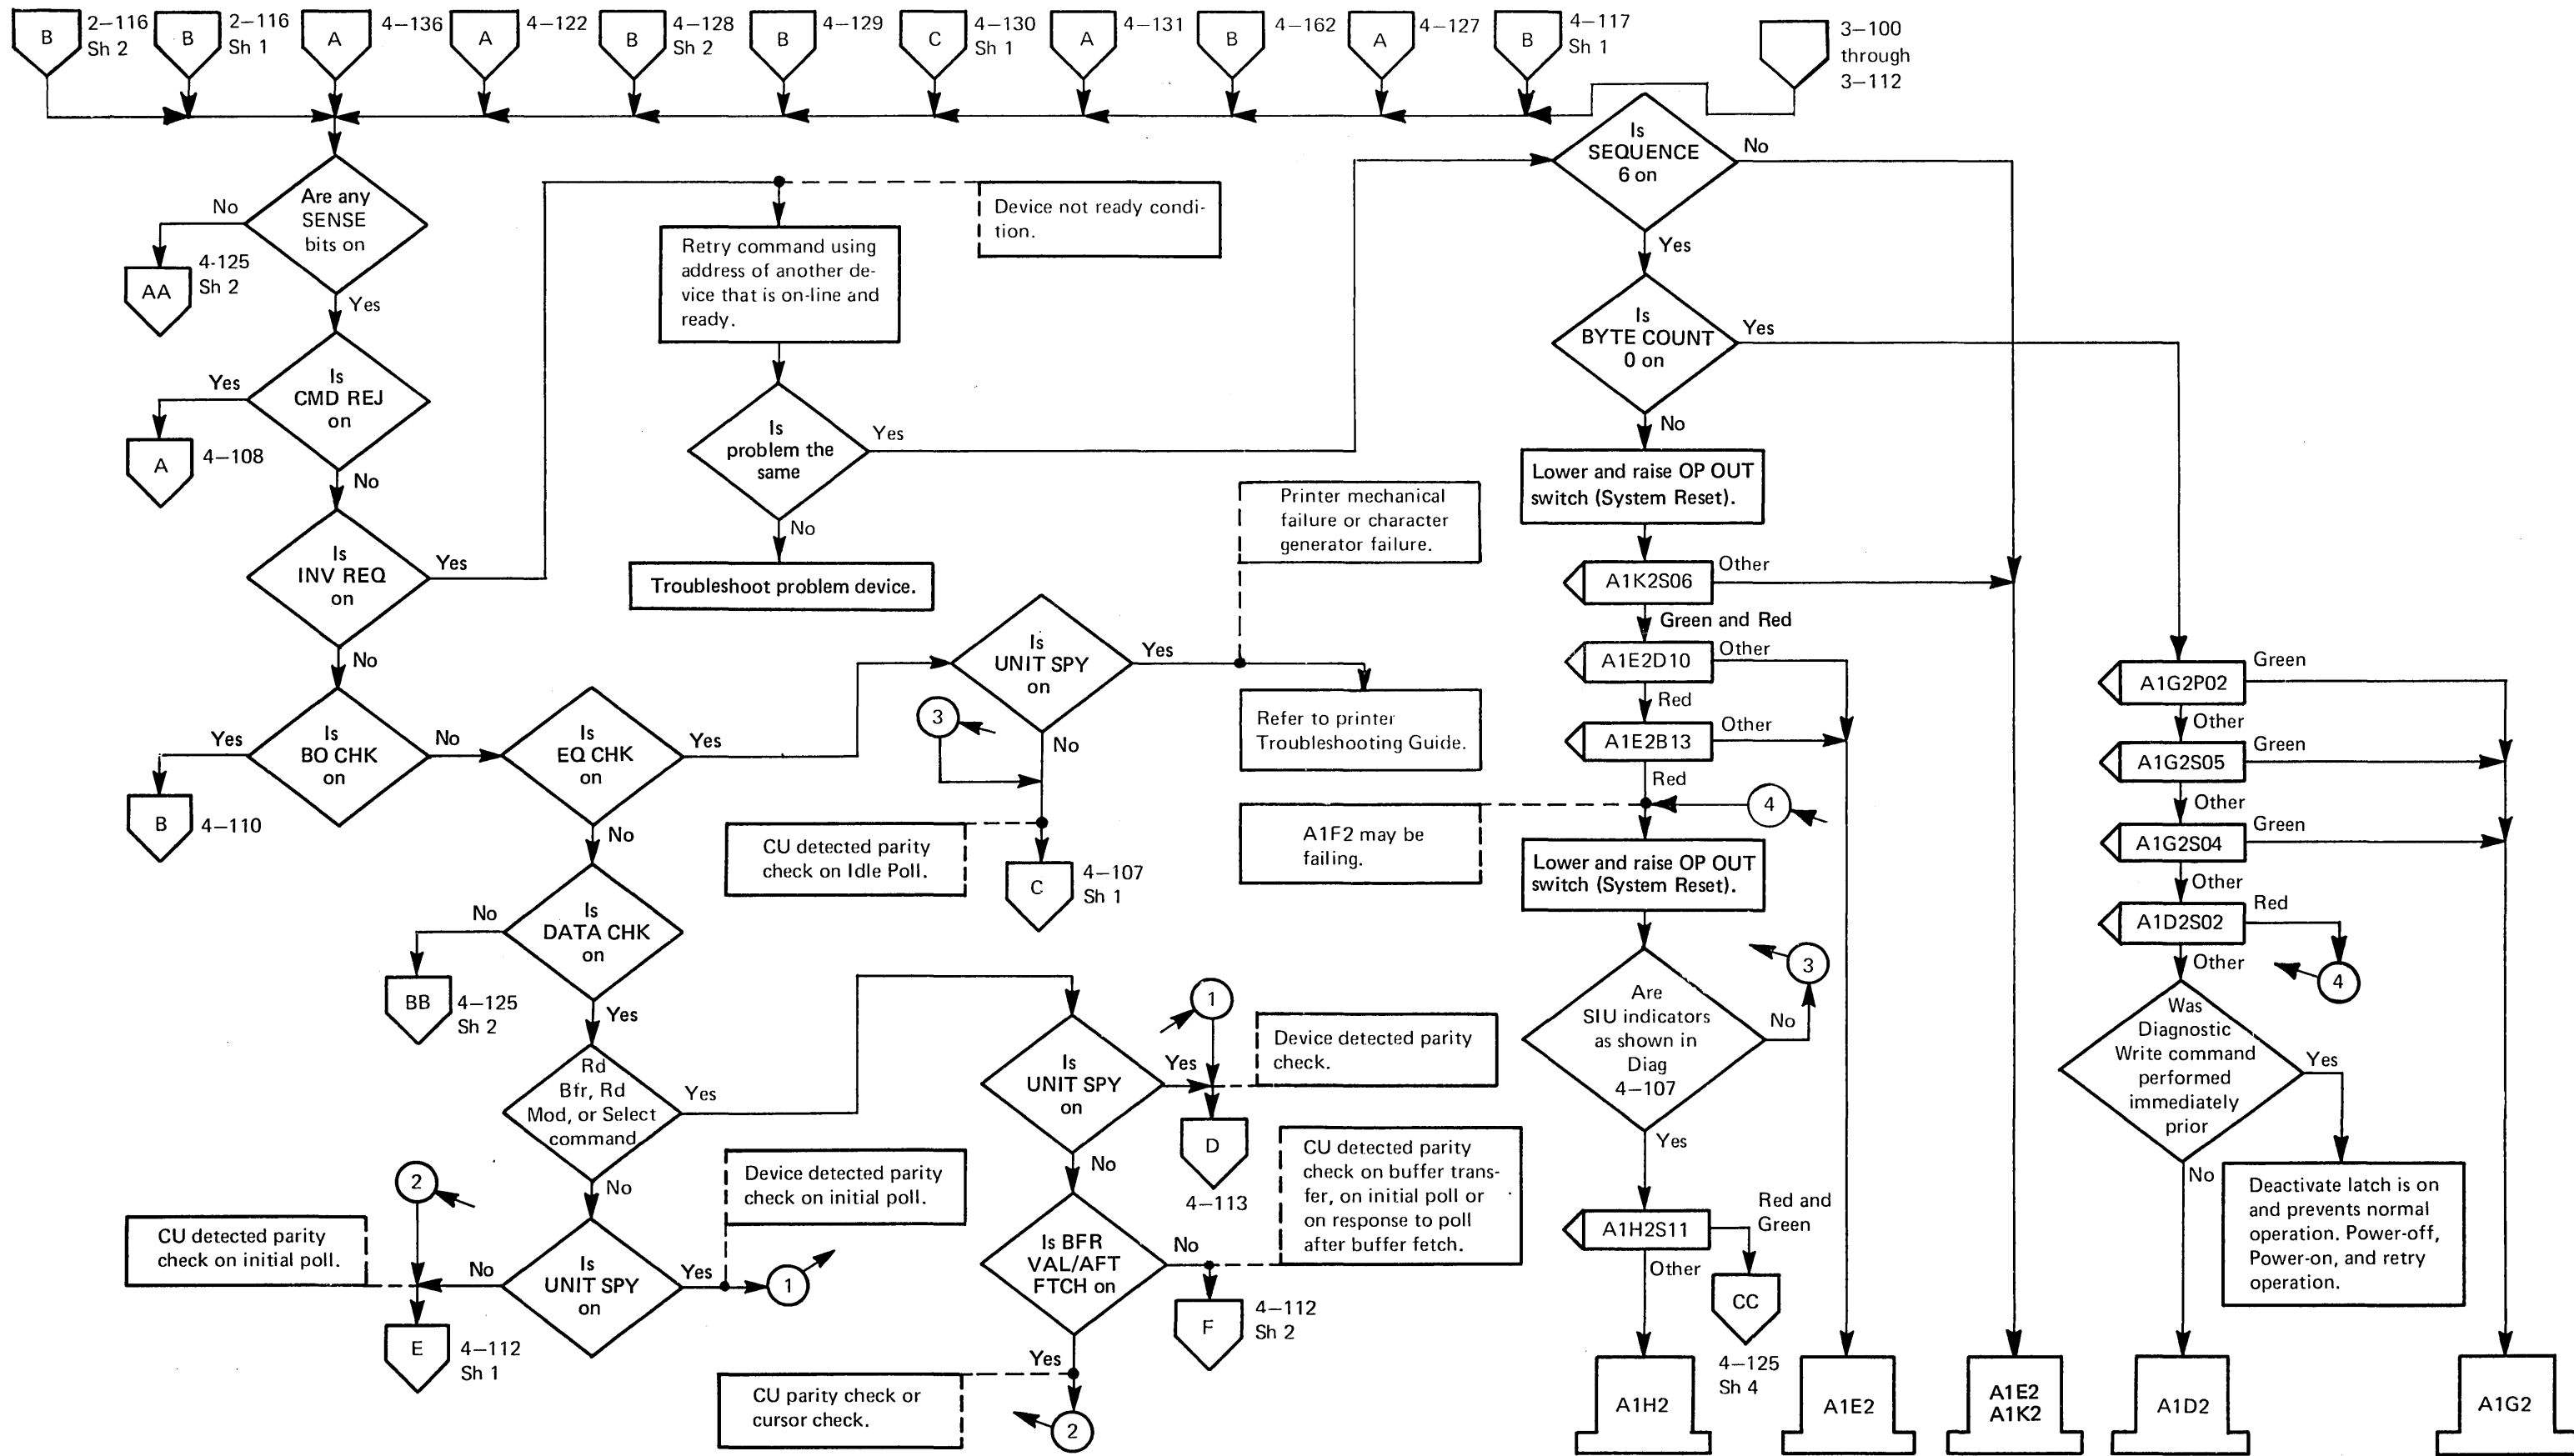 B
2–116
Sh 2
B
2–116
Sh 1
A
4–136
A
4–122
B
4–128
Sh 2
B
4–129
C
4–130
Sh 1
A
4–131
B
4–162
A
4–127
B
4–117
Sh 1
3–100
through
3–112
Are any
SENSE
bits on
No
AA
4-125
Sh 2
Yes
Is
CMD REJ
on
Yes
A
4–108
No
Is
INV REQ
on
Yes
No
Is
BO CHK
on
Yes
B
4–110
No
Is
EQ CHK
on
Yes
No
Is
DATA CHK
on
No
BB
4–125
Sh 2
Yes
Rd
Bfr, Rd
Mod, or Select
command
Yes
No
2
CU detected parity
check on initial poll.
Is
UNIT SPY
on
No
E
4–112
Sh 1
Yes
Device detected parity
check on initial poll.
1
Device not ready condi-
tion.
Retry command using
address of another de-
vice that is on-line and
ready.
Is
problem the
same
Yes
No
Troubleshoot problem device.
Is
UNIT SPY
on
Yes
Printer mechanical
failure or character
generator failure.
Refer to printer
Troubleshooting Guide.
3
No
CU detected parity
check on Idle Poll.
C
4–107
Sh 1
Is
UNIT SPY
on
Yes
1
Device detected parity
check.
D
4–113
No
Is BFR
VAL/AFT
FTCH on
No
CU detected parity
check on buffer trans-
fer, on initial poll or
on response to poll
after buffer fetch.
F
4–112
Sh 2
Yes
CU parity check or
cursor check.
2
Is
SEQUENCE
6 on
No
Yes
Is
BYTE COUNT
0 on
Yes
No
Lower and raise OP OUT
switch (System Reset).
A1K2S06
Other
Green and Red
A1E2D10
Other
Red
A1E2B13
Other
Red
4
A1F2 may be
failing.
Lower and raise OP OUT
switch (System Reset).
Are
SIU indicators
as shown in
Diag
4–107
No
3
Yes
A1H2S11
Red and
Green
Other
CC
4–125
Sh 4
A1G2P02
Green
Other
A1G2S05
Green
Other
A1G2S04
Green
Other
A1D2S02
Red
4
Other
Was
Diagnostic
Write command
performed
immediately
prior
Yes
No
Deactivate latch is on
and prevents normal
operation. Power-off,
Power-on, and retry
operation.
A1H2
A1E2
A1E2
A1K2
A1D2
A1G2